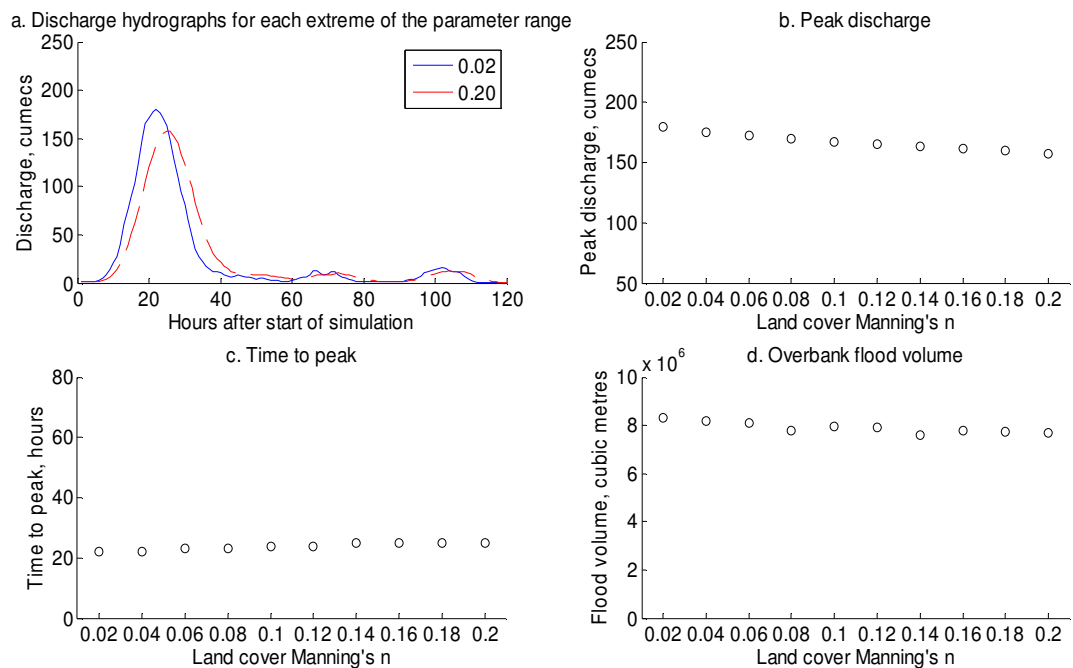 a. Discharge hydrographs for each extreme of the parameter range
250
200
150
100
50
0
0 20 40 60 80 100 120
Discharge, cumecs
Hours after start of simulation
0.02
0.20
b. Peak discharge
250
200
150
100
50
0.02 0.04 0.06 0.08 0.1 0.12 0.14 0.16 0.18 0.2
Peak discharge, cumecs
Land cover Manning's n
c. Time to peak
80
60
40
20
0
0.02 0.04 0.06 0.08 0.1 0.12 0.14 0.16 0.18 0.2
Time to peak, hours
Land cover Manning's n
d. Overbank flood volume
x 10^6
10
8
6
4
2
0
0.02 0.04 0.06 0.08 0.1 0.12 0.14 0.16 0.18 0.2
Flood volume, cubic metres
Land cover Manning's n